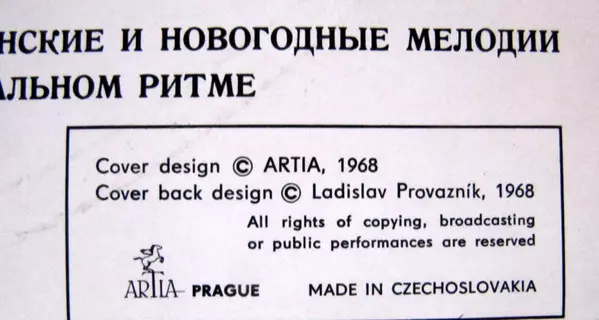 НСКИЕ И НОВОГОДНЫЕ МЕЛОДИИ
АЛЬНОМ РИТМЕ
Cover design © ARTIA, 1968
Cover back design © Ladislav Provazník, 1968
All rights of copying, broadcasting
or public performances are reserved
ARTIA PRAGUE MADE IN CZECHOSLOVAKIA